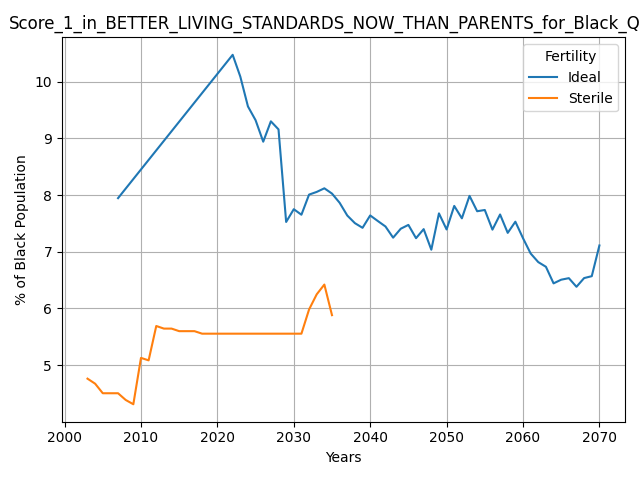 Score_1_in_BETTER_LIVING_STANDARDS_NOW_THAN_PARENTS_for_Black_Q
Fertility
Ideal
Sterile
% of Black Population
10
9
8
7
6
5
2000 2010 2020 2030 2040 2050 2060 2070
Years